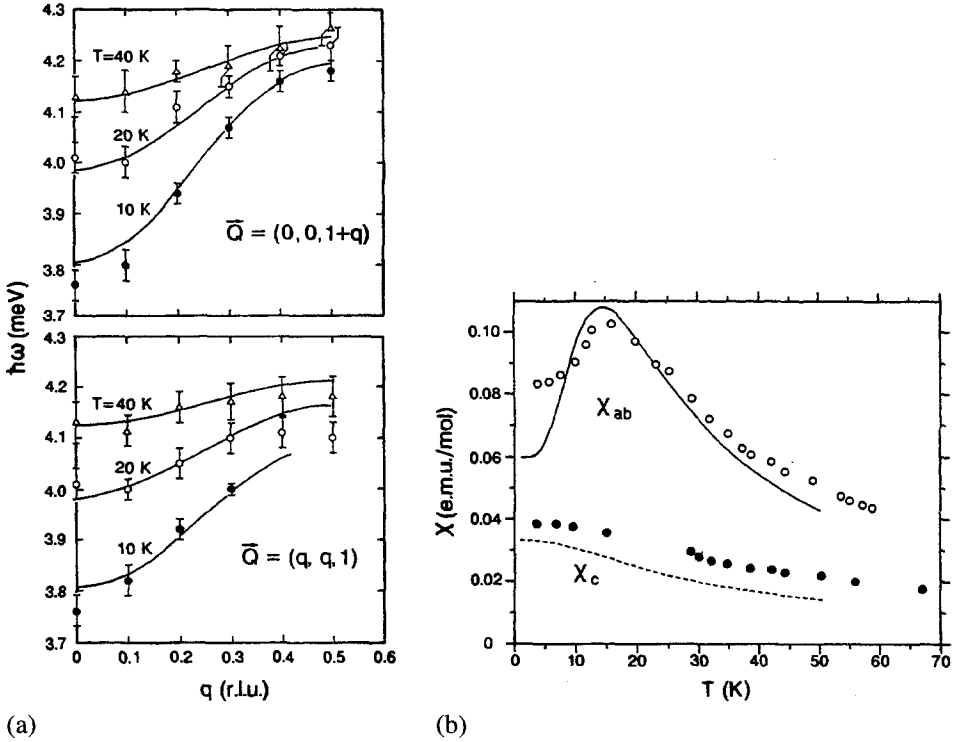 4.3
T=40 K
4.2
4.1
20 K
4.0
3.9
10 K
3.8
Q⃗ = (0, 0, 1+q)
3.7
ħω (meV)
4.3
4.2
T=40 K
4.1
20 K
4.0
3.9
10 K
Q⃗ = (q, q, 1)
3.8
3.7
0 0.1 0.2 0.3 0.4 0.5 0.6
q (r.l.u.)
(a)
0.10
0.08
χab
0.06
χ (e.m.u./mol)
0.04
χc
0.02
0
0 10 20 30 40 50 60 70
T (K)
(b)